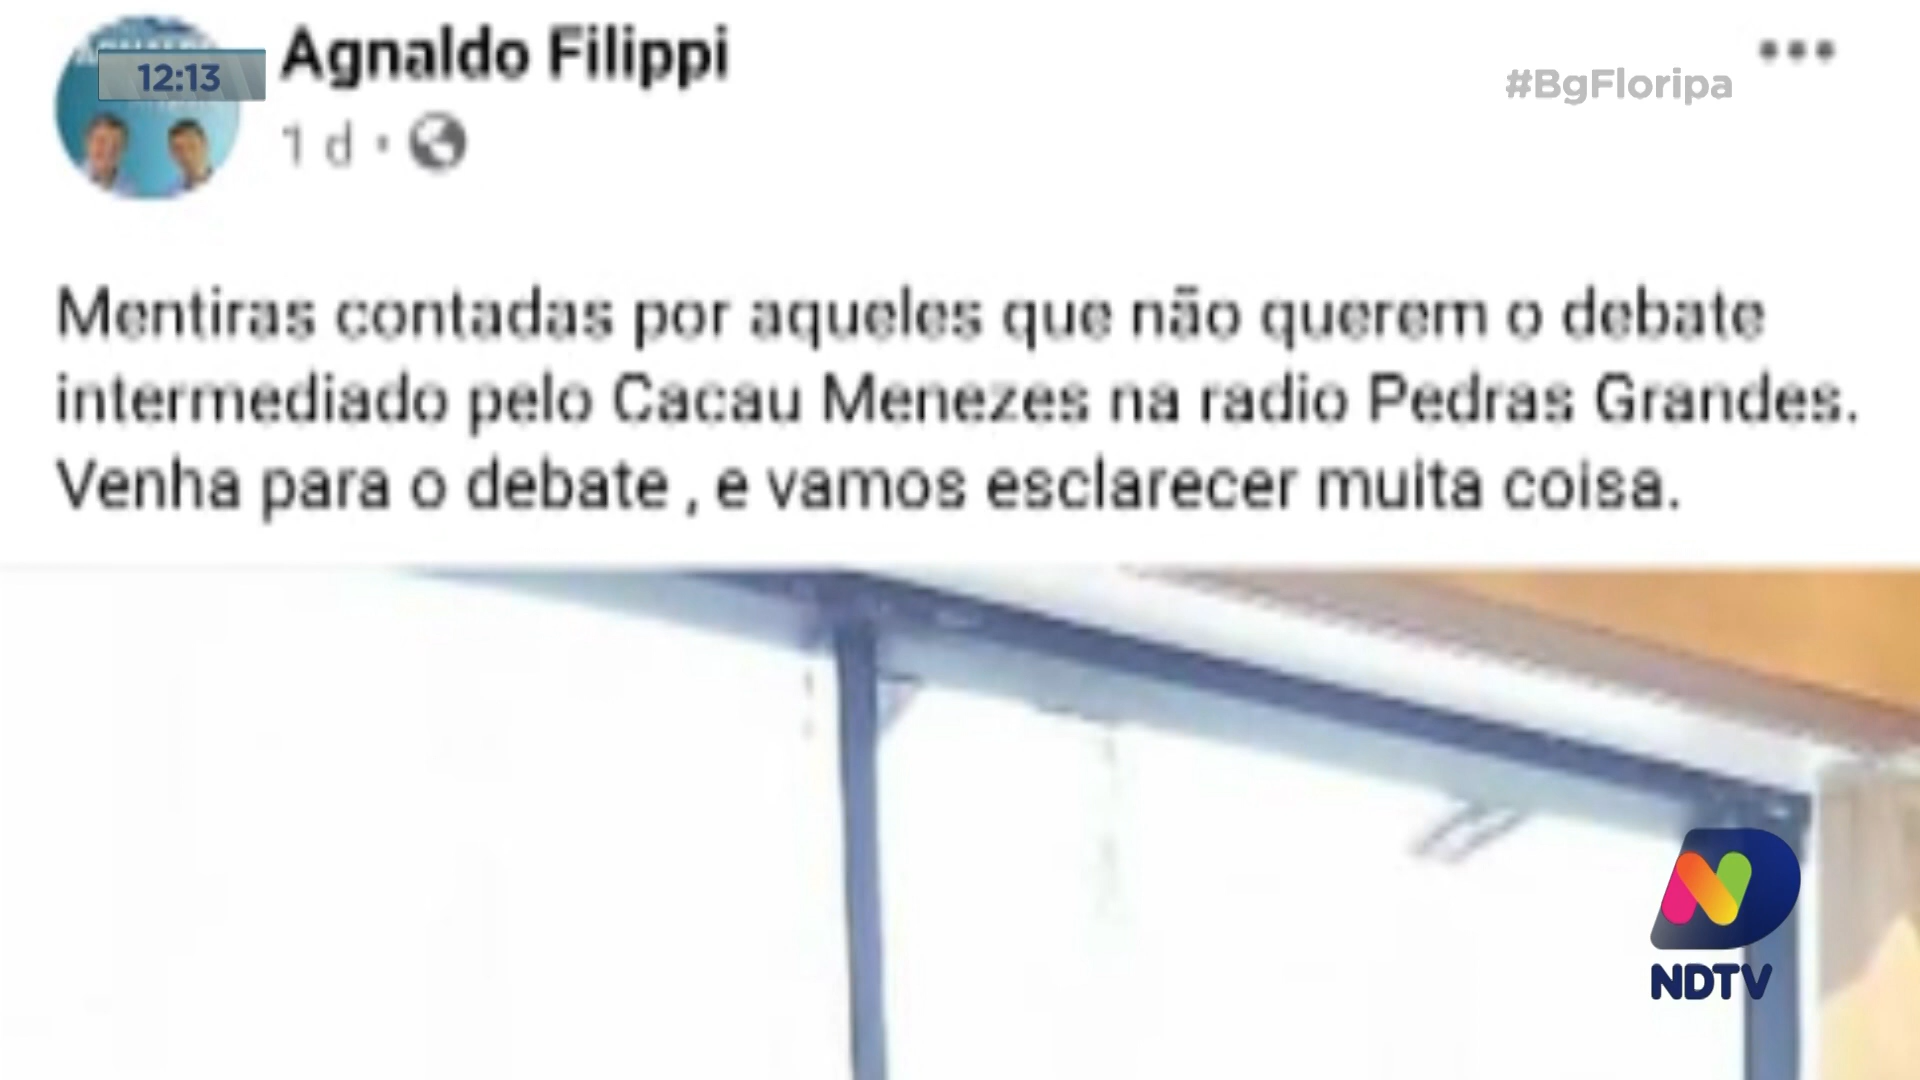 Agnaldo Filippi
12:13
#BgFloripa
1 d
Mentiras contadas por aqueles que não querem o debate
intermediado pelo Cacau Menezes na radio Pedras Grandes.
Venha para o debate , e vamos esclarecer muita coisa.
NDTV